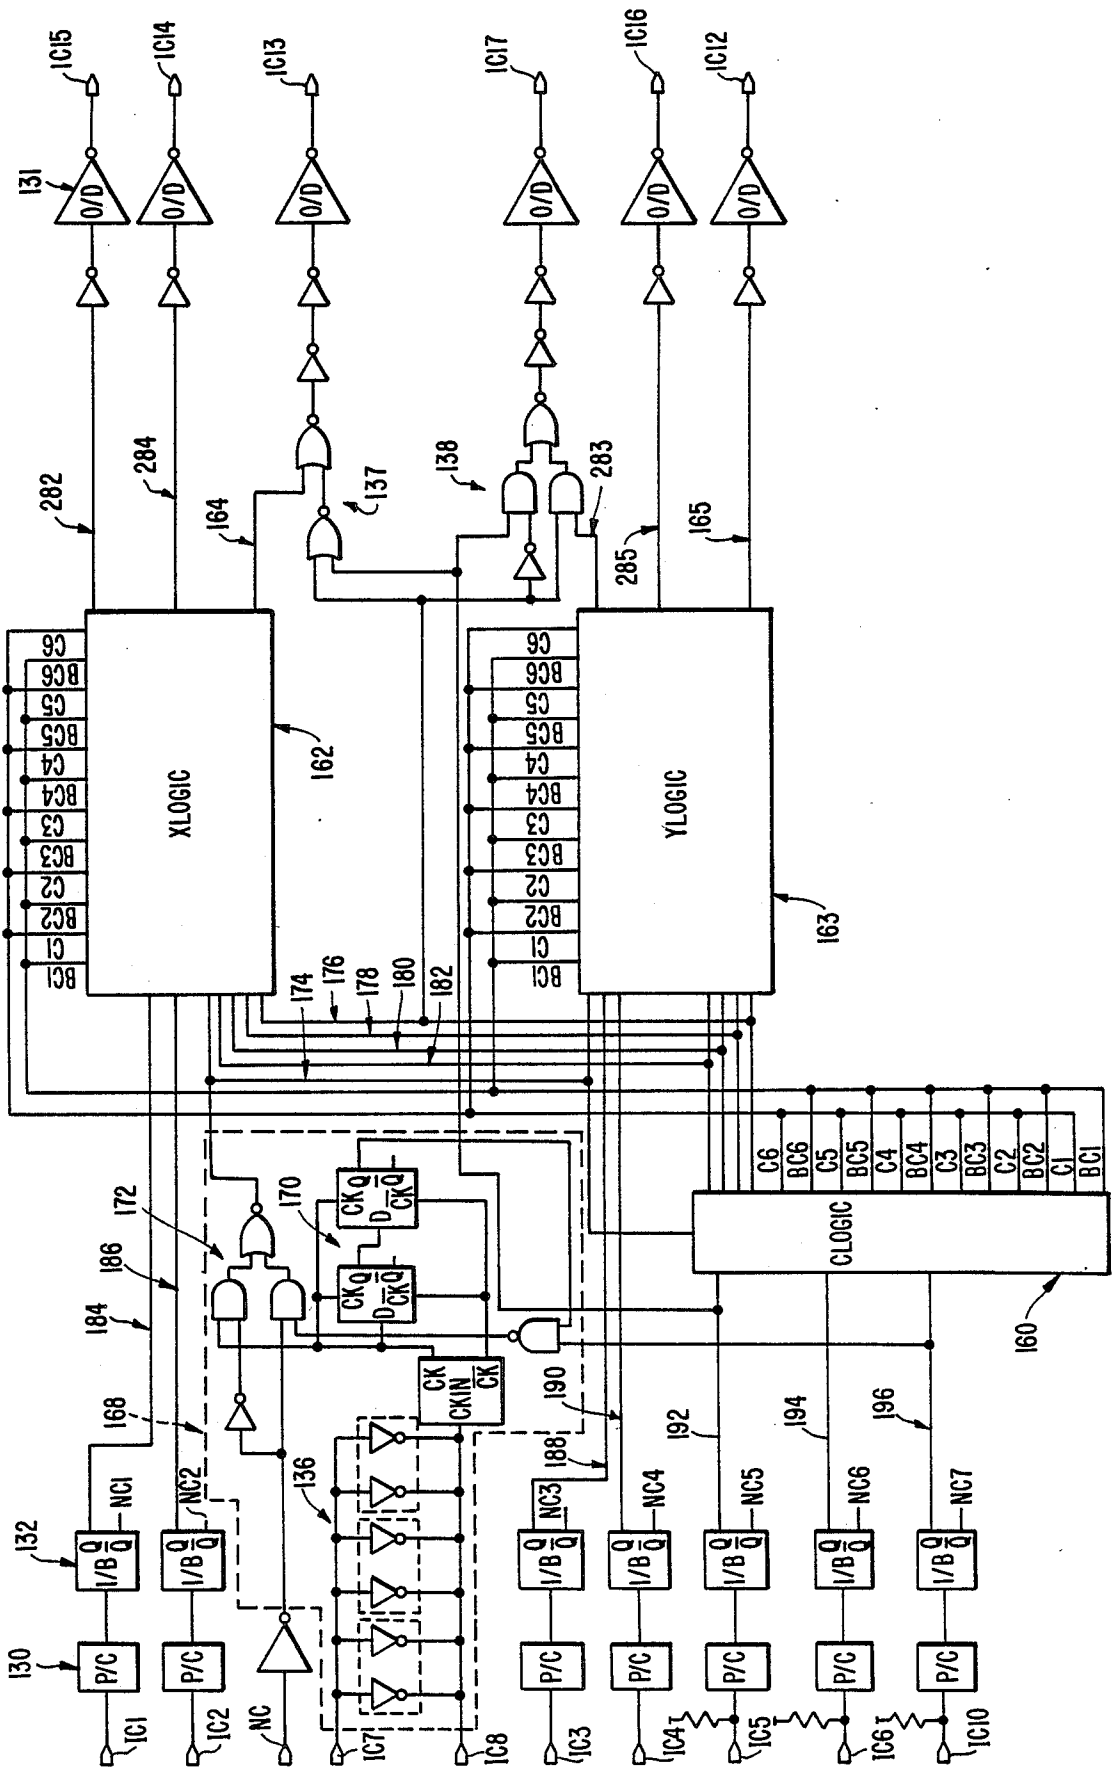 IC15
IC14
IC13
IC17
IC16
IC12
131
O/D
O/D
O/D
O/D
O/D
O/D
282
284
164
137
138
283
285
165
C6
BC6
C5
BC5
C4
BC4
C3
BC3
C2
BC2
C1
BC1
XLOGIC
162
C6
BC6
C5
BC5
C4
BC4
C3
BC3
C2
BC2
C1
BC1
YLOGIC
163
174
176
178
180
182
C6
BC6
C5
BC5
C4
BC4
C3
BC3
C2
BC2
C1
BC1
CLOGIC
160
184
186
172
170
168
CK Q
D
CK Q
CK Q
D
CK Q
CK
CKIN
CK
136
188
190
192
194
196
132
Q
I/B
Q
NC1
Q
I/B
Q
NC2
Q
I/B
Q
NC3
Q
I/B
Q
NC4
Q
I/B
Q
NC5
Q
I/B
Q
NC6
Q
I/B
Q
NC7
130
P/C
P/C
P/C
P/C
P/C
P/C
P/C
IC1
IC2
NC
IC7
IC8
IC3
IC4
IC5
IC6
IC10